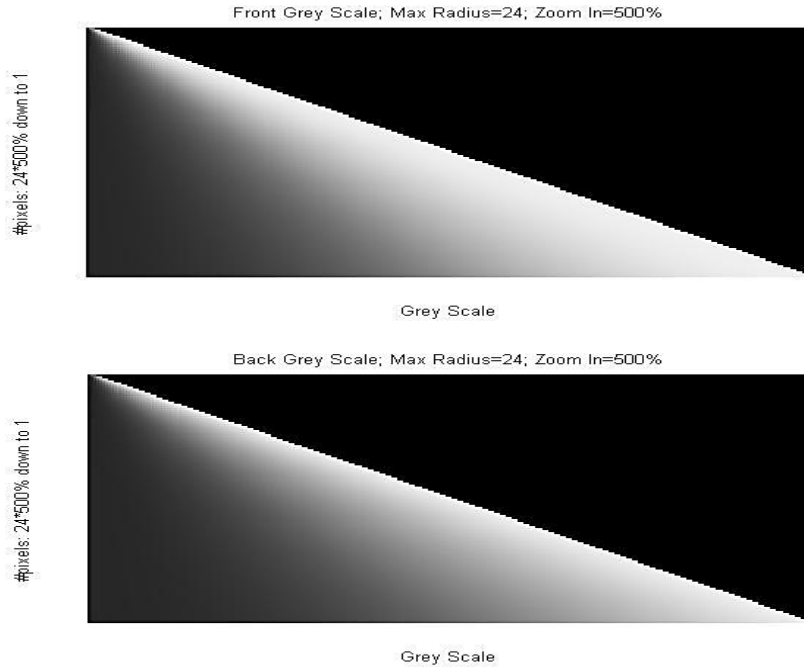 Front Grey Scale; Max Radius=24; Zoom In=500%
#pixels: 24*500% down to 1
Grey Scale
Back Grey Scale; Max Radius=24; Zoom In=500%
#pixels: 24*500% down to 1
Grey Scale